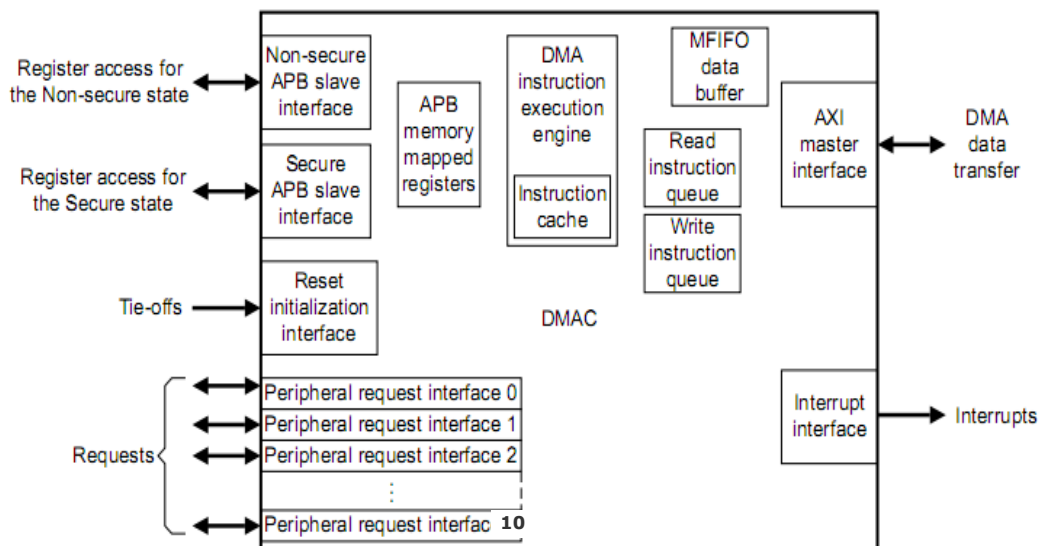 Register access for
the Non-secure state
Non-secure
APB slave
interface
Register access for
the Secure state
Secure
APB slave
interface
APB
memory
mapped
registers
DMA
instruction
execution
engine
Instruction
cache
MFIFO
data
buffer
Read
instruction
queue
Write
instruction
queue
AXI
master
interface
DMA
data
transfer
Tie-offs
Reset
initialization
interface
DMAC
Requests
Peripheral request interface 0
Peripheral request interface 1
Peripheral request interface 2
⋮
Peripheral request interface 10
Interrupt
interface
Interrupts